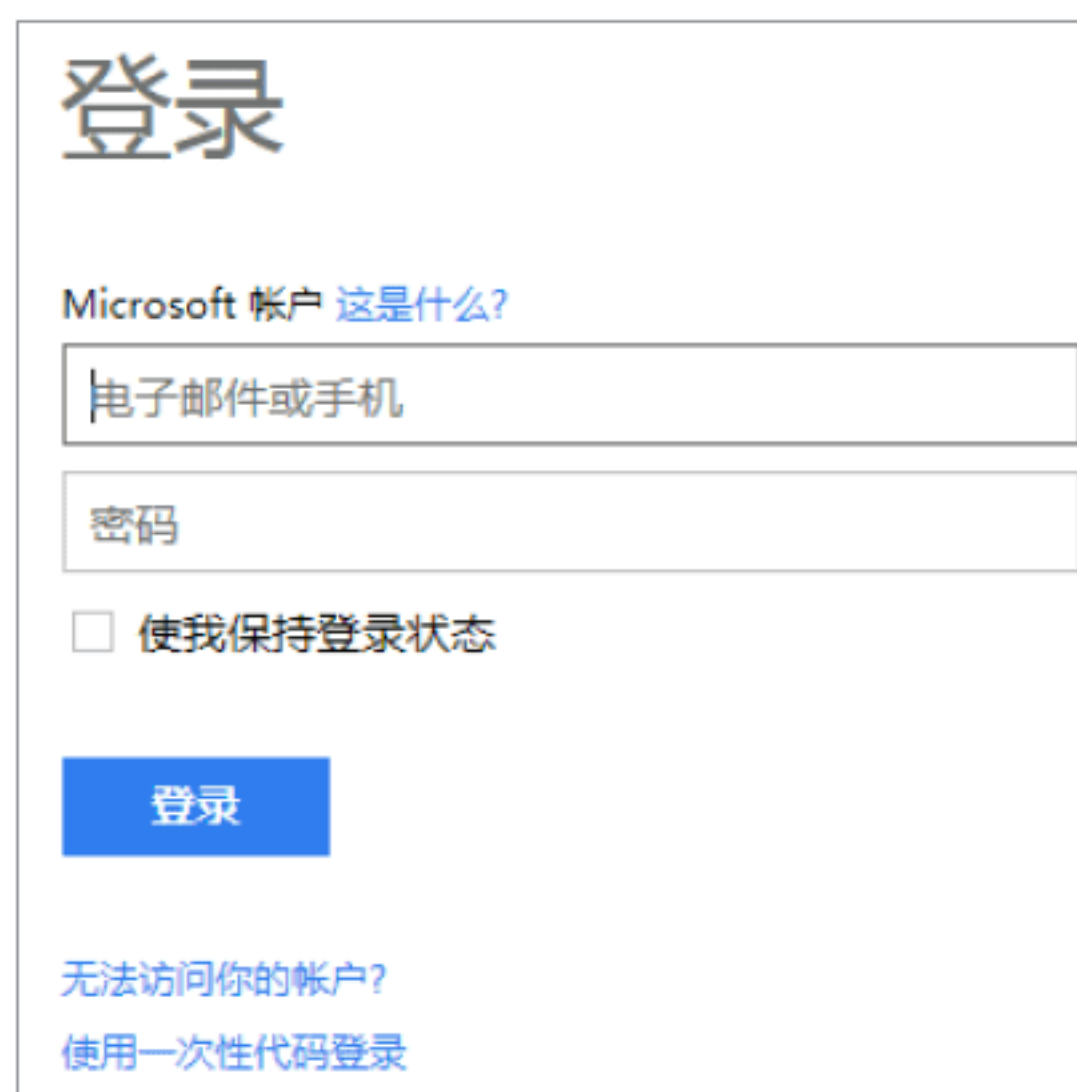 登录
Microsoft 帐户 这是什么?
电子邮件或手机
密码
使我保持登录状态
登录
无法访问你的帐户?
使用一次性代码登录